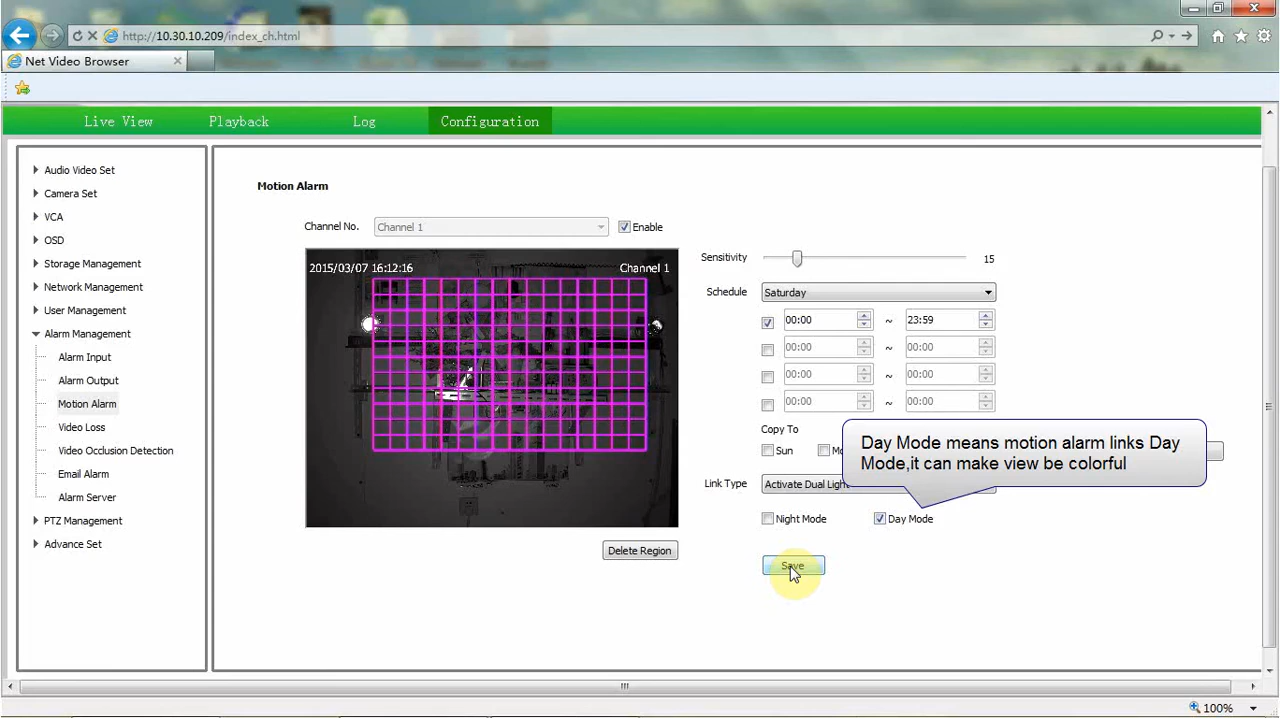 http://10.30.10.209/index_ch.html
Net Video Browser
Live View
Playback
Log
Configuration
Audio Video Set
Camera Set
VCA
OSD
Storage Management
Network Management
User Management
Alarm Management
Alarm Input
Alarm Output
Motion Alarm
Video Loss
Video Occlusion Detection
Email Alarm
Alarm Server
PTZ Management
Advance Set
Motion Alarm
Channel No.
Channel 1
Enable
2015/03/07 16:12:16
Channel 1
Delete Region
Sensitivity
15
Schedule
Saturday
00:00 ~ 23:59
00:00 ~ 00:00
00:00 ~ 00:00
00:00 ~ 00:00
Copy To
Sun
Day Mode means motion alarm links Day
Mode,it can make view be colorful
Link Type
Activate Dual Light
Night Mode
Day Mode
Save
100%